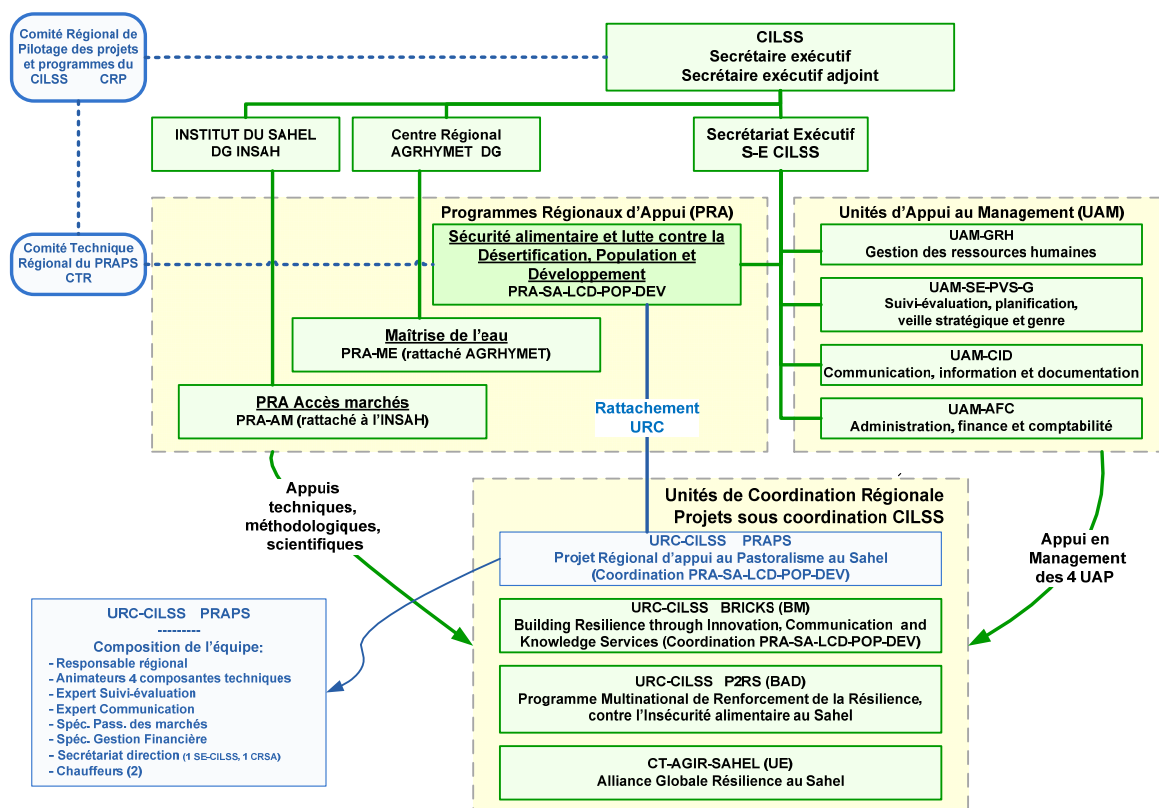 Comité Régional de
Pilotage des projets
et programmes du
CILSS CRP
CILSS
Secrétaire exécutif
Secrétaire exécutif adjoint
INSTITUT DU SAHEL
DG INSAH
Centre Régional
AGRHYMET DG
Secrétariat Exécutif
S-E CILSS
Programmes Régionaux d'Appui (PRA)
Unités d'Appui au Management (UAM)
Comité Technique
Régional du PRAPS
CTR
Sécurité alimentaire et lutte contre la
Désertification, Population et
Développement
PRA-SA-LCD-POP-DEV
Maîtrise de l'eau
PRA-ME (rattaché AGRHYMET)
PRA Accès marchés
PRA-AM (rattaché à l'INSAH)
UAM-GRH
Gestion des ressources humaines
UAM-SE-PVS-G
Suivi-évaluation, planification,
veille stratégique et genre
UAM-CID
Communication, information et documentation
UAM-AFC
Administration, finance et comptabilité
Rattachement
URC
Appuis
techniques,
méthodologiques,
scientifiques
Unités de Coordination Régionale
Projets sous coordination CILSS
URC-CILSS PRAPS
Projet Régional d'appui au Pastoralisme au Sahel
(Coordination PRA-SA-LCD-POP-DEV)
URC-CILSS BRICKS (BM)
Building Resilience through Innovation, Communication and
Knowledge Services (Coordination PRA-SA-LCD-POP-DEV)
URC-CILSS P2RS (BAD)
Programme Multinational de Renforcement de la Résilience,
contre l'Insécurité alimentaire au Sahel
CT-AGIR-SAHEL (UE)
Alliance Globale Résilience au Sahel
Appui en
Management
des 4 UAP
URC-CILSS PRAPS
---------
Composition de l'équipe:
- Responsable régional
- Animateurs 4 composantes techniques
- Expert Suivi-évaluation
- Expert Communication
- Spéc. Pass. des marchés
- Spéc. Gestion Financière
- Secrétariat direction (1 SE-CILSS, 1 CRSA)
- Chauffeurs (2)